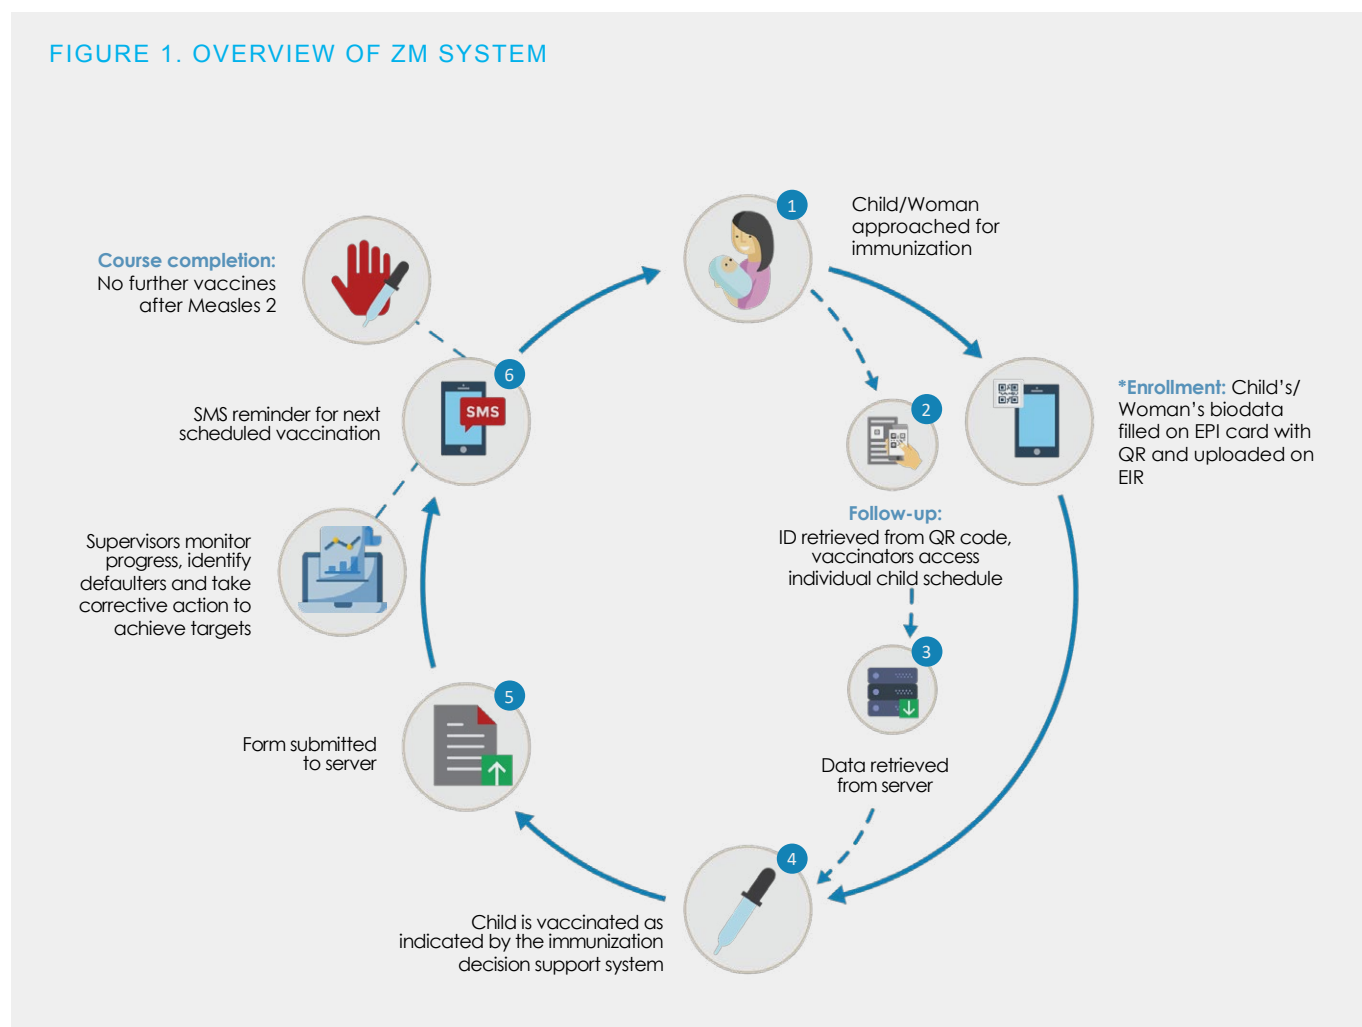 FIGURE 1. OVERVIEW OF ZM SYSTEM
1
Child/Woman
approached for
immunization
*Enrollment: Child's/
Woman's biodata
filled on EPI card with
QR and uploaded on
EIR
2
Follow-up:
ID retrieved from QR code,
vaccinators access
individual child schedule
3
Data retrieved
from server
4
Child is vaccinated as
indicated by the immunization
decision support system
5
Form submitted
to server
6
SMS
SMS reminder for next
scheduled vaccination
Supervisors monitor
progress, identify
defaulters and take
corrective action to
achieve targets
Course completion:
No further vaccines
after Measles 2